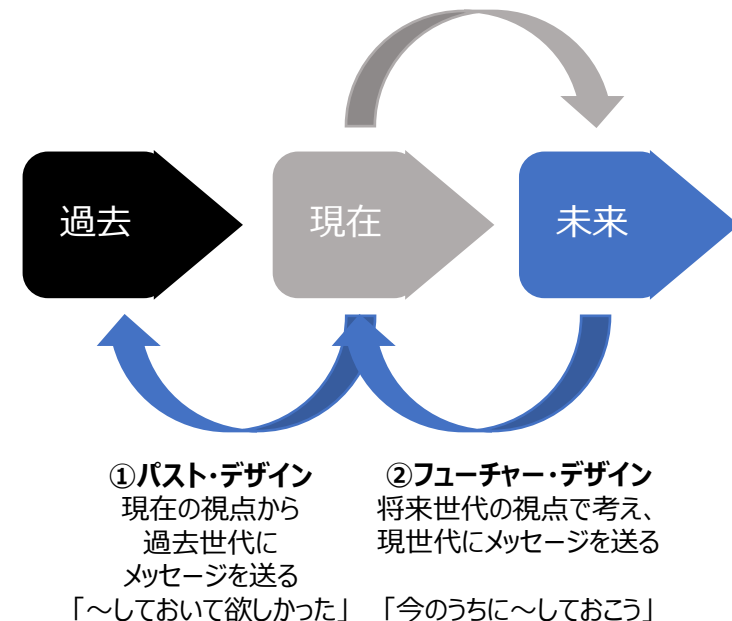 過去
現在
未来
①パスト・デザイン
現在の視点から
過去世代に
メッセージを送る
「～しておいて欲しかった」
②フューチャー・デザイン
将来世代の視点で考え、
現世代にメッセージを送る
「今のうちに～しておこう」